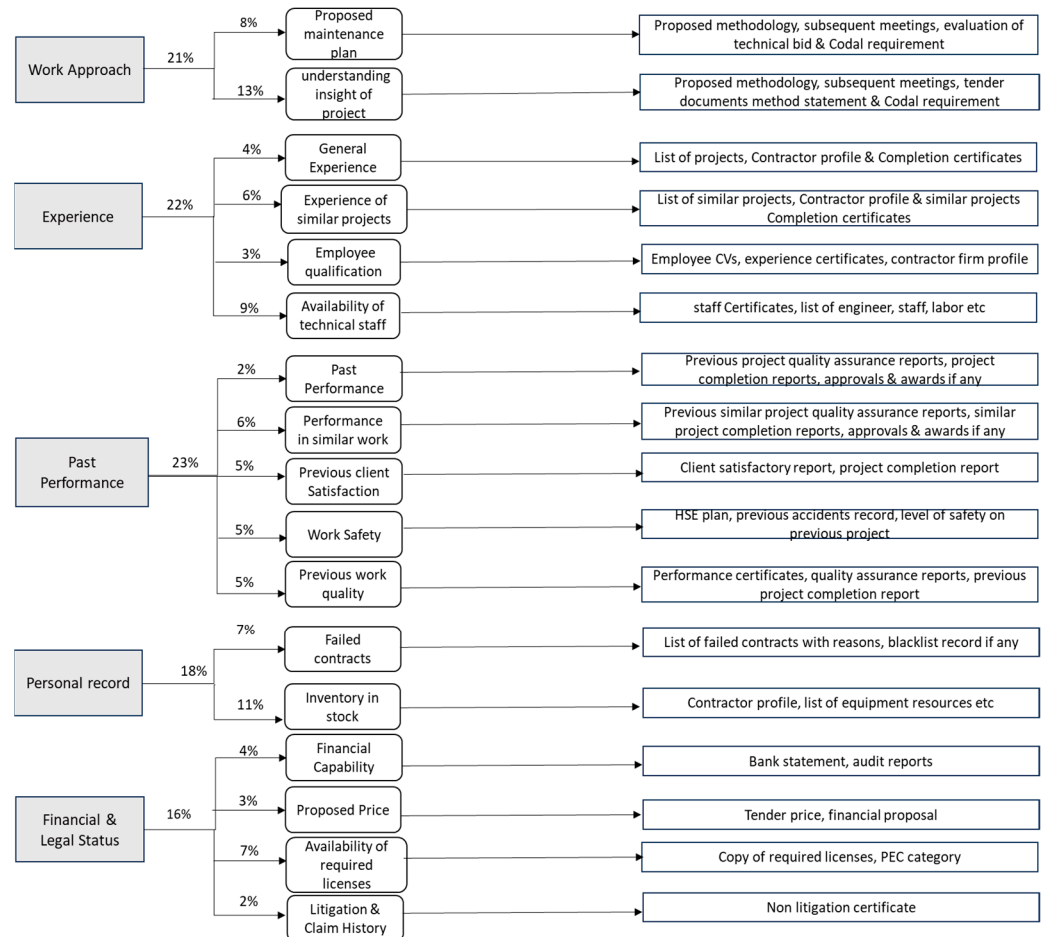 Work Approach
21%
8%
Proposed
maintenance
plan
Proposed methodology, subsequent meetings, evaluation of
technical bid & Codal requirement
13%
understanding
insight of
project
Proposed methodology, subsequent meetings, tender
documents method statement & Codal requirement
Experience
22%
4%
General
Experience
List of projects, Contractor profile & Completion certificates
6%
Experience of
similar projects
List of similar projects, Contractor profile & similar projects
Completion certificates
3%
Employee
qualification
Employee CVs, experience certificates, contractor firm profile
9%
Availability of
technical staff
staff Certificates, list of engineer, staff, labor etc
Past
Performance
23%
2%
Past
Performance
Previous project quality assurance reports, project
completion reports, approvals & awards if any
6%
Performance
in similar work
Previous similar project quality assurance reports, similar
project completion reports, approvals & awards if any
5%
Previous client
Satisfaction
Client satisfactory report, project completion report
5%
Work Safety
HSE plan, previous accidents record, level of safety on
previous project
5%
Previous work
quality
Performance certificates, quality assurance reports, previous
project completion report
Personal record
18%
7%
Failed
contracts
List of failed contracts with reasons, blacklist record if any
11%
Inventory in
stock
Contractor profile, list of equipment resources etc
Financial &
Legal Status
16%
4%
Financial
Capability
Bank statement, audit reports
3%
Proposed Price
Tender price, financial proposal
7%
Availability of
required
licenses
Copy of required licenses, PEC category
2%
Litigation &
Claim History
Non litigation certificate